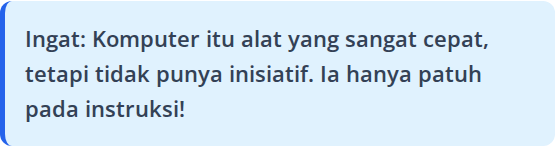 Ingat: Komputer itu alat yang sangat cepat,
tetapi tidak punya inisiatif. Ia hanya patuh
pada instruksi!